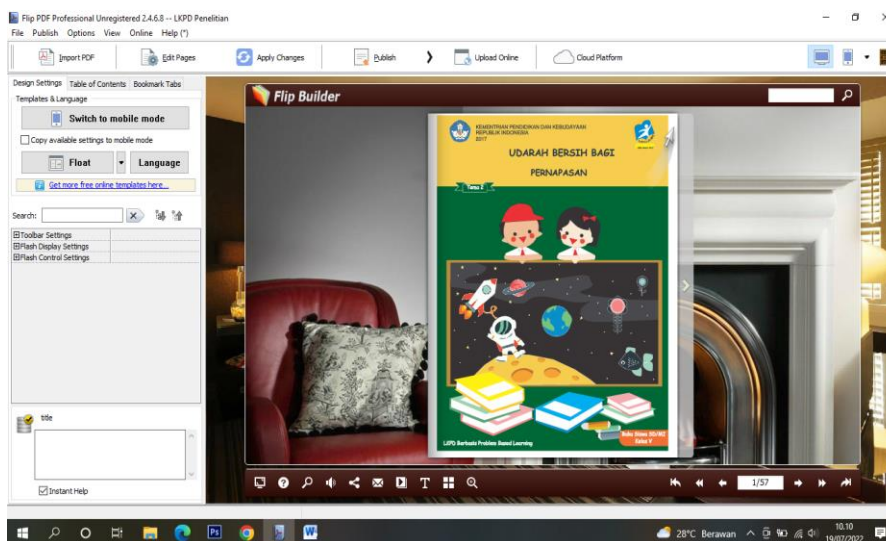 Flip PDF Professional Unregistered 2.4.6.8 -- LKPD Penelitian
File Publish Options View Online Help (*)
Import PDF
Edit Pages
Apply Changes
Publish
Upload Online
Cloud Platform
Design Settings Table of Contents Bookmark Tabs
Templates & Language
Switch to mobile mode
Copy available settings to mobile mode
Float
Language
Get more free online templates here...
Search:
Toolbar Settings
Flash Display Settings
Flash Control Settings
title
Instant Help
Flip Builder
KEMENTRIAN PENDIDIKAN DAN KEBUDAYAAN
REPUBLIK INDONESIA
2017
UDARAH BERSIH BAGI
PERNAPASAN
Tema 2
LKPD Berbasis Problem Based Learning
Buku Siswa SD/MI
Kelas V
1/57
28°C Berawan
10.10
19/07/2022